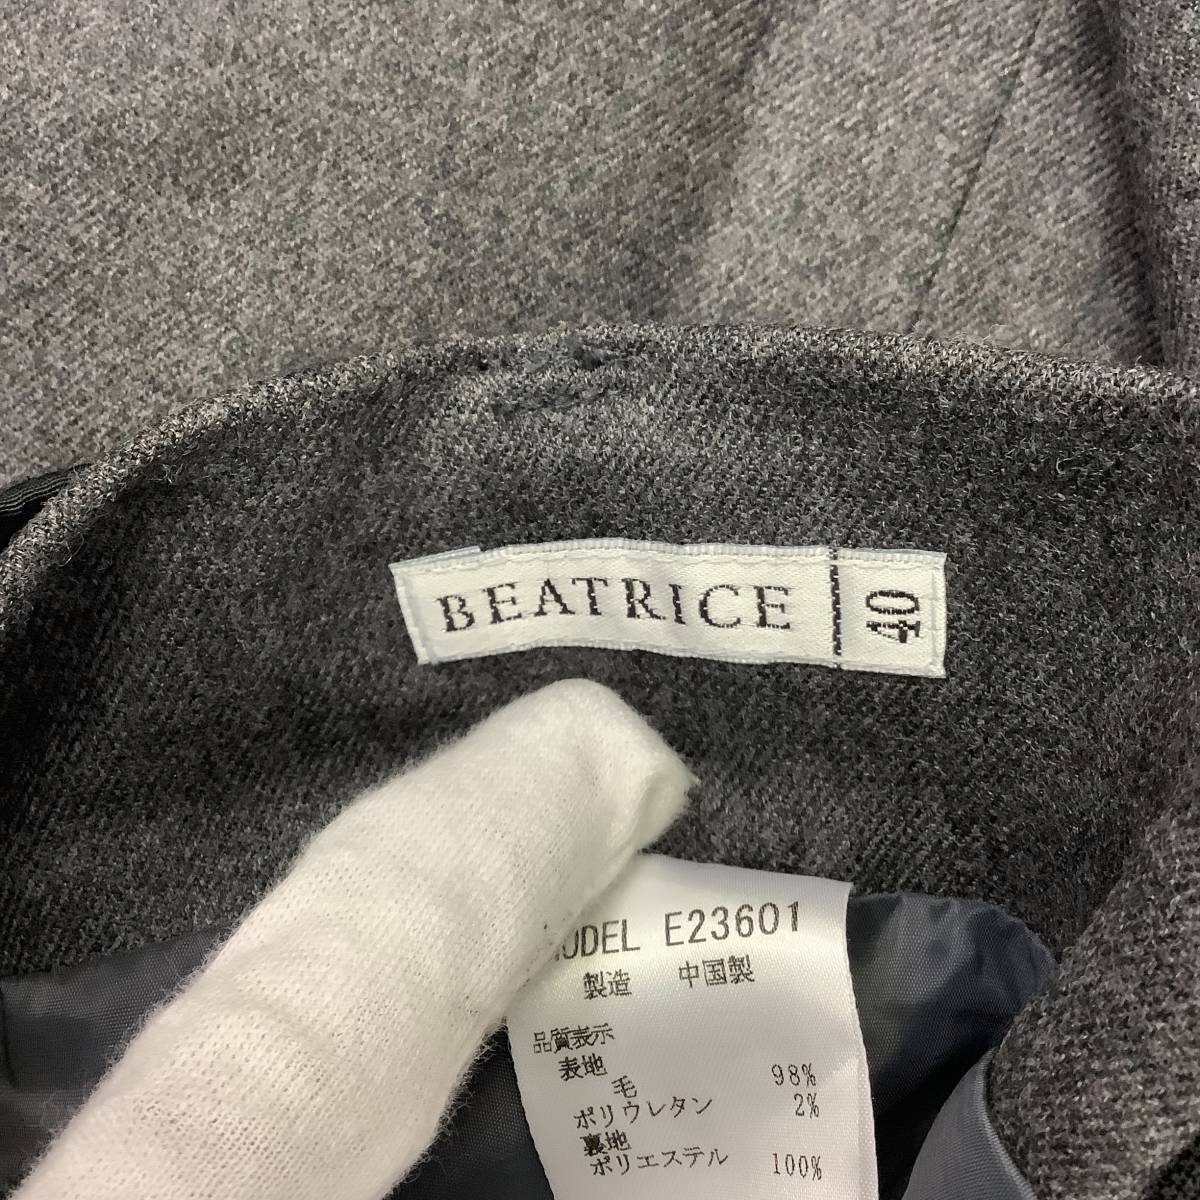 BEATRICE 40
MODEL E23601
製造 中国製
品質表示
表地
毛 98%
ポリウレタン 2%
裏地
ポリエステル 100%